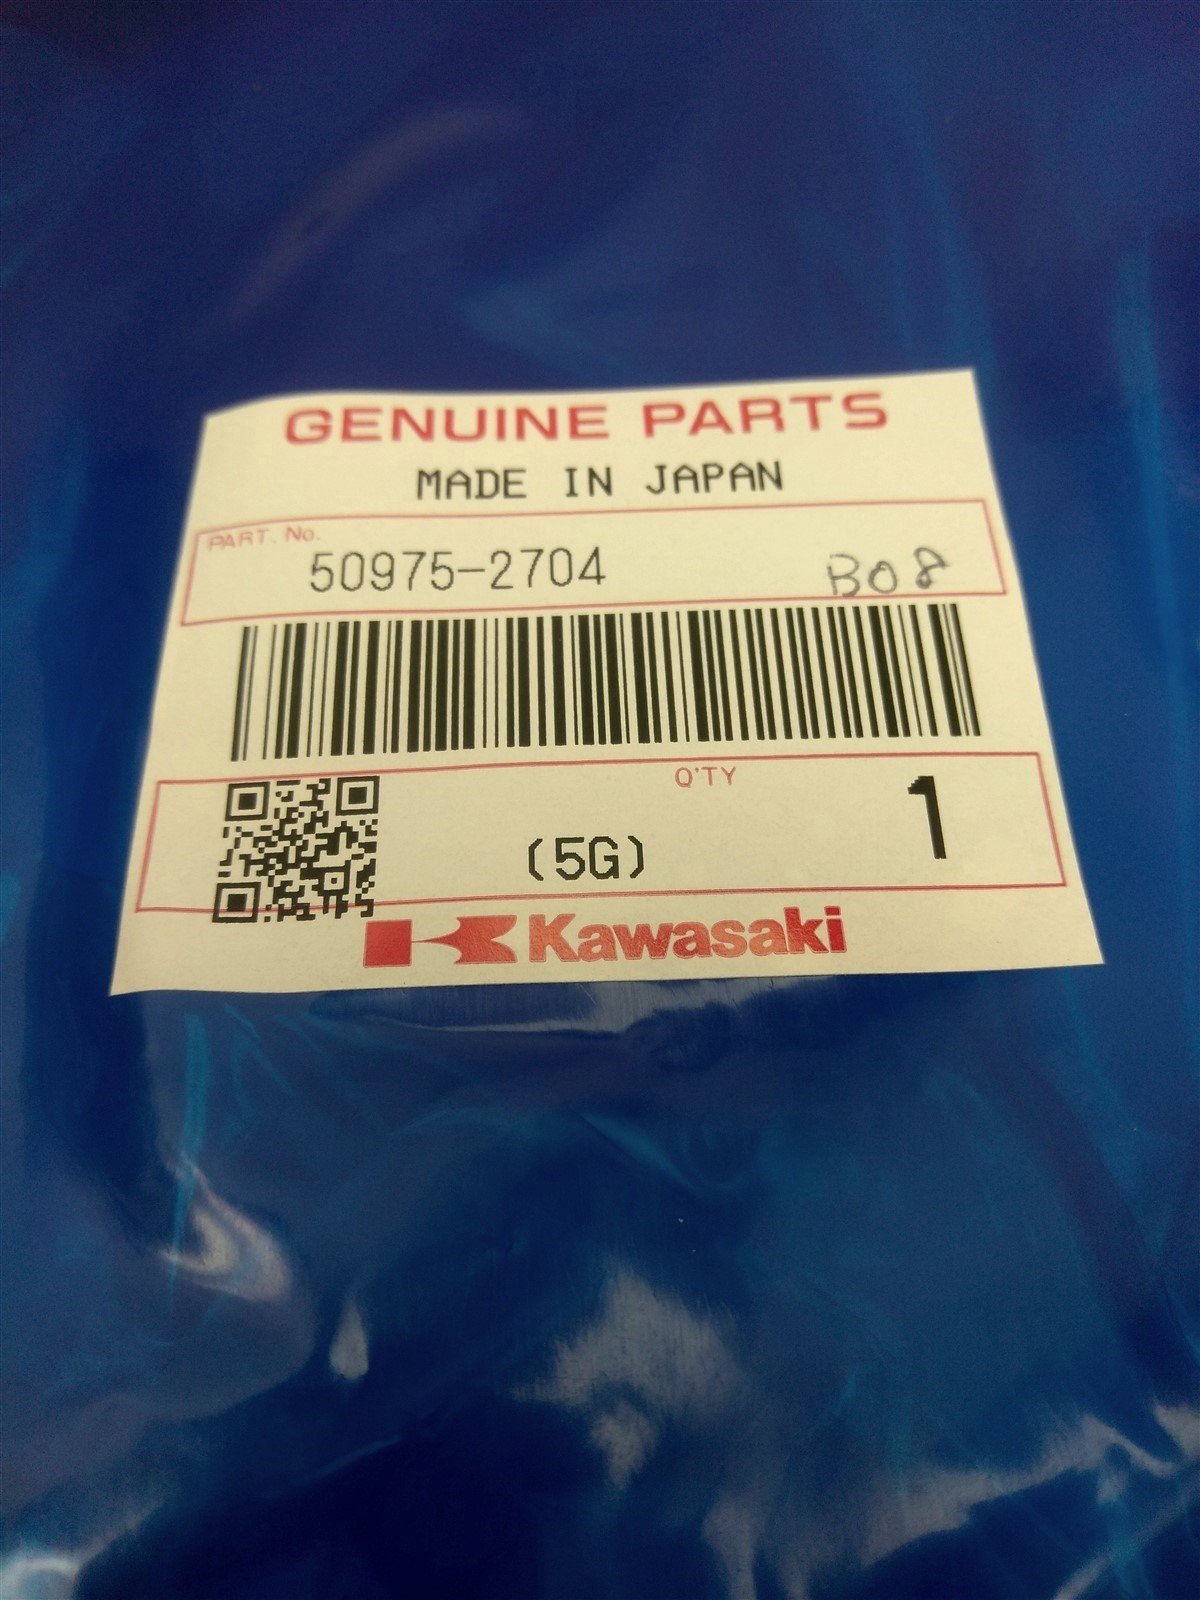 GENUINE PARTS
MADE IN JAPAN
PART. No.
50975-2704 B08
Q'TY
(5G) 1
Kawasaki